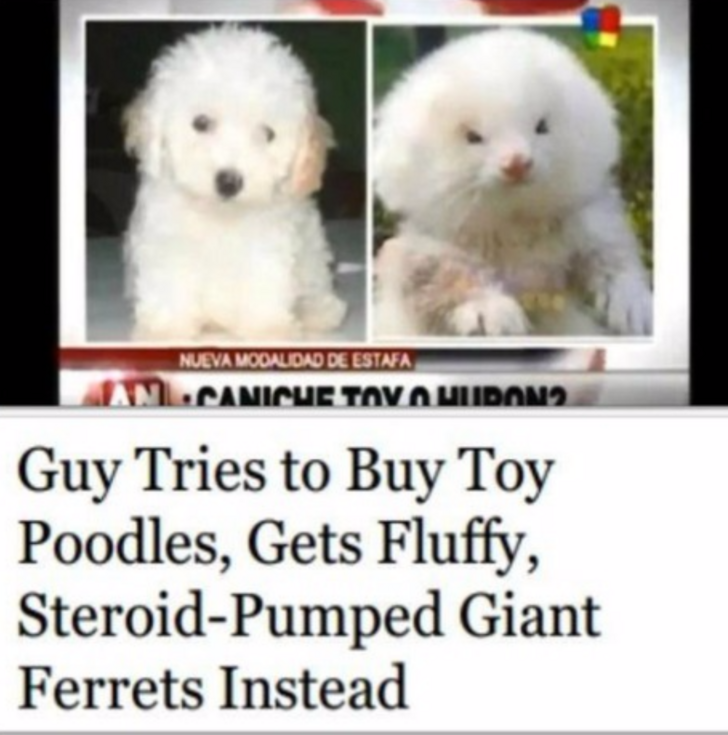 NUEVA MODALIDAD DE ESTAFA
AN ¿CANICHE TOY O HURON?
Guy Tries to Buy Toy
Poodles, Gets Fluffy,
Steroid-Pumped Giant
Ferrets Instead